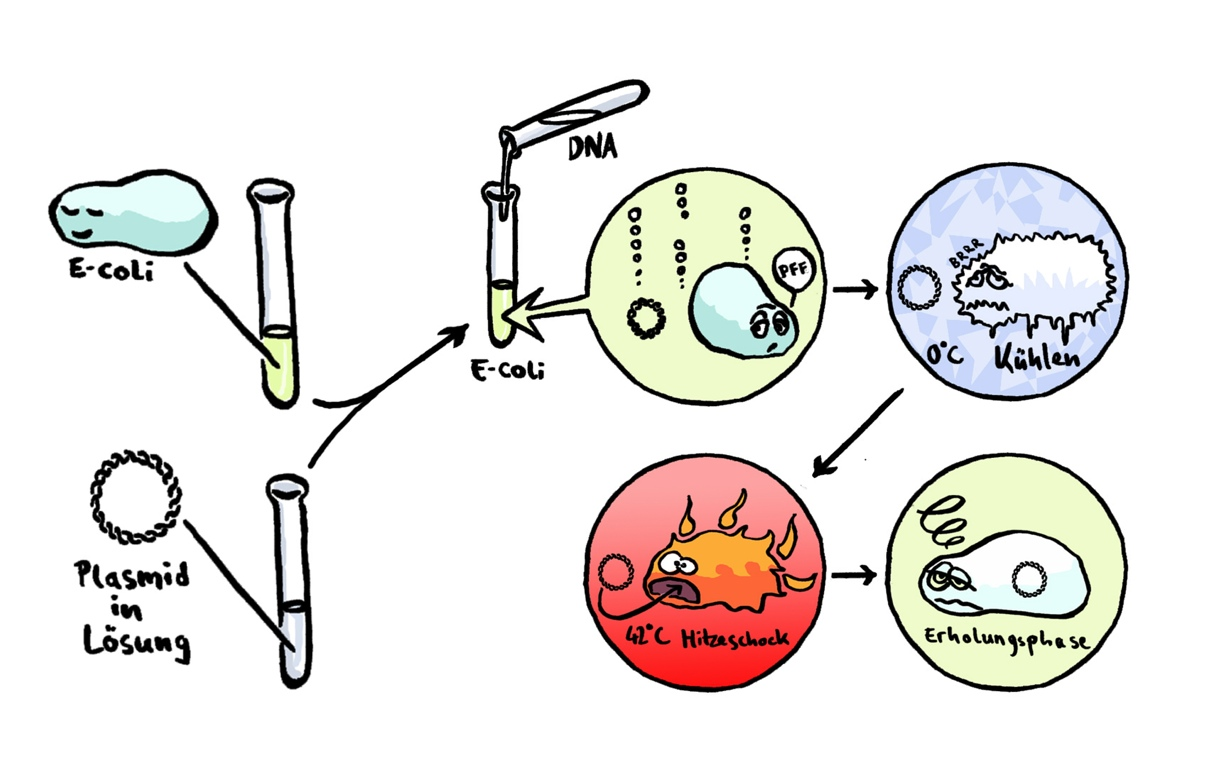 E-coli
Plasmid
in
Lösung
DNA
E-coli
PFF
BRRR
0°C Kühlen
42°C Hitzeschock
Erholungsphase